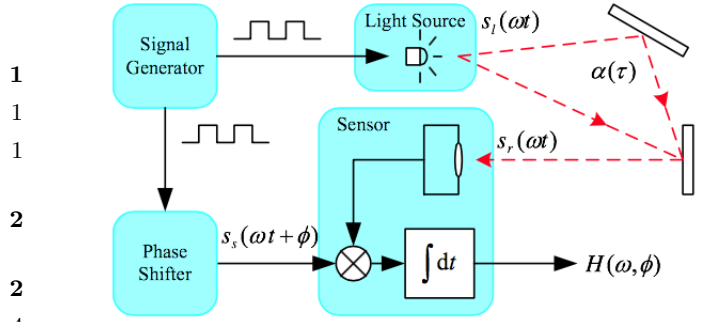 Signal
Generator
Light Source
s_l(ωt)
α(τ)
1
1
1
Sensor
s_r(ωt)
2
Phase
Shifter
s_s(ωt+ϕ)
∫dt
H(ω,ϕ)
2